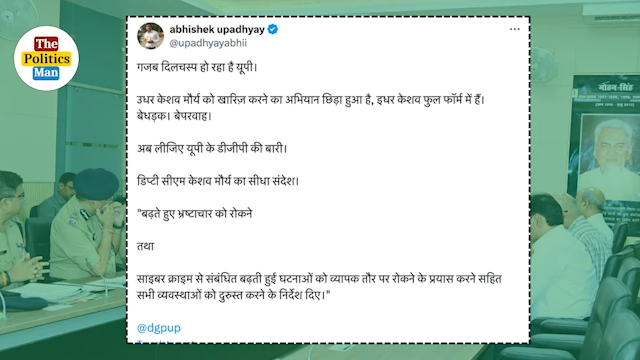 The
Politics
Man
abhishek upadhyay
@upadhyayabhii
गजब दिलचस्प हो रहा है यूपी।
उधर केशव मौर्य को खारिज़ करने का अभियान छिड़ा हुआ है, इधर केशव फुल फॉर्म में हैं।
बेधड़क। बेपरवाह।
अब लीजिए यूपी के डीजीपी की बारी।
डिप्टी सीएम केशव मौर्य का सीधा संदेश।
"बढ़ते हुए भ्रष्टाचार को रोकने
तथा
साइबर क्राइम से संबंधित बढ़ती हुई घटनाओं को व्यापक तौर पर रोकने के प्रयास करने सहित
सभी व्यवस्थाओं को दुरुस्त करने के निर्देश दिए।"
@dgpup
मोहन सिंह